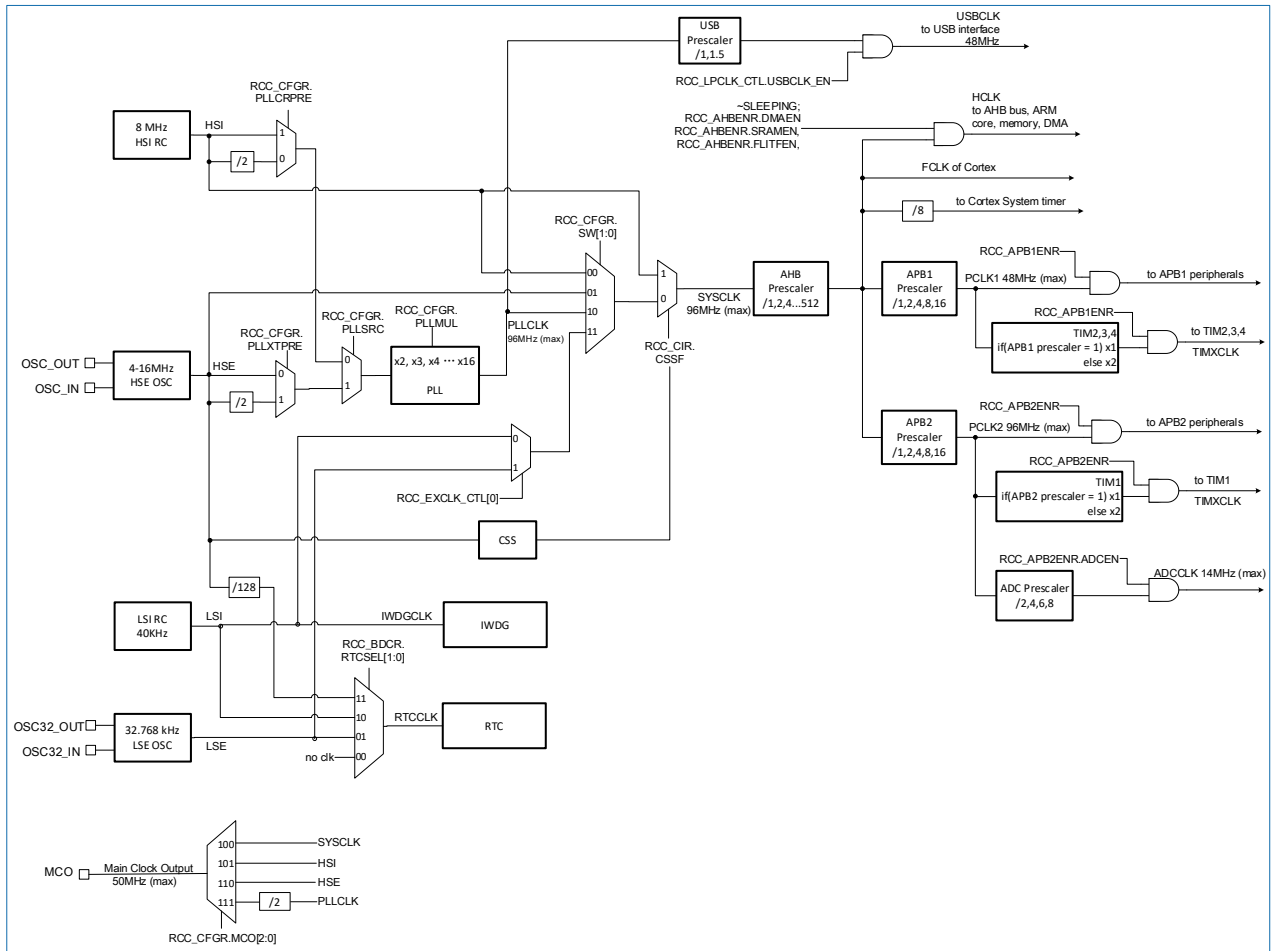 USBCLK
to USB interface
48MHz
USB
Prescaler
/1,1.5
RCC_LPCLK_CTL.USBCLK_EN
HCLK
to AHB bus, ARM
core, memory, DMA
~SLEEPING;
RCC_AHBENR.DMAEN
RCC_AHBENR.SRAMEN,
RCC_AHBENR.FLITFEN,
FCLK of Cortex
/8
to Cortex System timer
RCC_CFGR.
PLLCRPRE
8 MHz
HSI RC
HSI
/2
1
0
RCC_CFGR.
SW[1:0]
00
01
10
11
1
0
SYSCLK
96MHz (max)
AHB
Prescaler
/1,2,4...512
RCC_CIR.
CSSF
APB1
Prescaler
/1,2,4,8,16
RCC_APB1ENR
PCLK1 48MHz (max)
to APB1 peripherals
RCC_APB1ENR
TIM2,3,4
if(APB1 prescaler = 1) x1
else x2
to TIM2,3,4
TIMXCLK
OSC_OUT
OSC_IN
4-16MHz
HSE OSC
HSE
RCC_CFGR.
PLLXTPRE
/2
0
1
RCC_CFGR.
PLLSRC
0
1
RCC_CFGR.
PLLMUL
x2, x3, x4 ··· x16
PLL
PLLCLK
96MHz (max)
APB2
Prescaler
/1,2,4,8,16
RCC_APB2ENR
PCLK2 96MHz (max)
to APB2 peripherals
RCC_APB2ENR
TIM1
if(APB2 prescaler = 1) x1
else x2
to TIM1
TIMXCLK
RCC_APB2ENR.ADCEN
ADC Prescaler
/2,4,6,8
ADCCLK 14MHz (max)
0
1
RCC_EXCLK_CTL[0]
CSS
/128
LSI RC
40KHz
LSI
IWDGCLK
IWDG
RCC_BDCR.
RTCSEL[1:0]
11
10
01
00
no clk
RTCCLK
RTC
OSC32_OUT
OSC32_IN
32.768 kHz
LSE OSC
LSE
MCO
Main Clock Output
50MHz (max)
100
101
110
111
SYSCLK
HSI
HSE
/2
PLLCLK
RCC_CFGR.MCO[2:0]